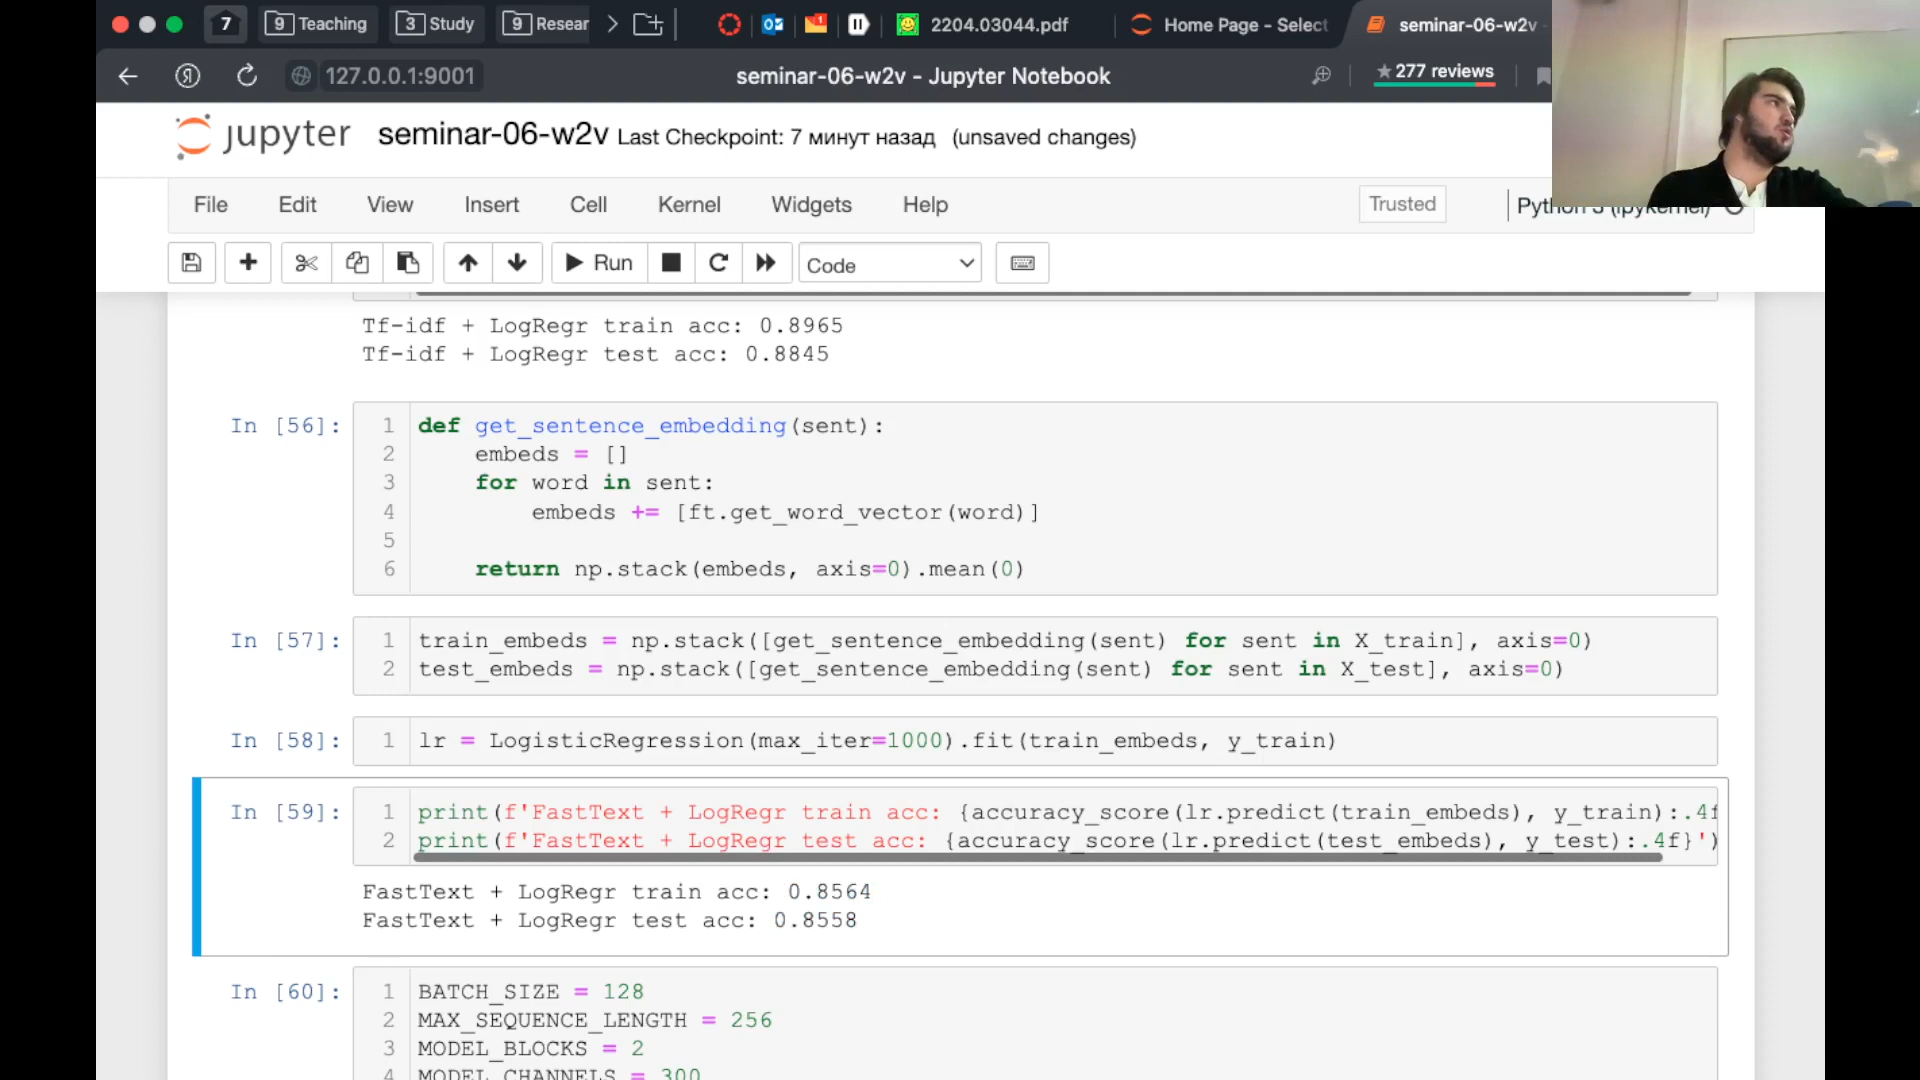 7
9 Teaching
3 Study
9 Resear
2204.03044.pdf
Home Page - Select
seminar-06-w2v
127.0.0.1:9001
seminar-06-w2v - Jupyter Notebook
★ 277 reviews
jupyter seminar-06-w2v Last Checkpoint: 7 минут назад (unsaved changes)
File Edit View Insert Cell Kernel Widgets Help Trusted Python 3 (ipykernel)
Run Code
Tf-idf + LogRegr train acc: 0.8965
Tf-idf + LogRegr test acc: 0.8845
In [56]:
1 def get_sentence_embedding(sent):
2 embeds = []
3 for word in sent:
4 embeds += [ft.get_word_vector(word)]
5
6 return np.stack(embeds, axis=0).mean(0)
In [57]:
1 train_embeds = np.stack([get_sentence_embedding(sent) for sent in X_train], axis=0)
2 test_embeds = np.stack([get_sentence_embedding(sent) for sent in X_test], axis=0)
In [58]:
1 lr = LogisticRegression(max_iter=1000).fit(train_embeds, y_train)
In [59]:
1 print(f'FastText + LogRegr train acc: {accuracy_score(lr.predict(train_embeds), y_train):.4f
2 print(f'FastText + LogRegr test acc: {accuracy_score(lr.predict(test_embeds), y_test):.4f}')
FastText + LogRegr train acc: 0.8564
FastText + LogRegr test acc: 0.8558
In [60]:
1 BATCH_SIZE = 128
2 MAX_SEQUENCE_LENGTH = 256
3 MODEL_BLOCKS = 2
4 MODEL_CHANNELS = 300